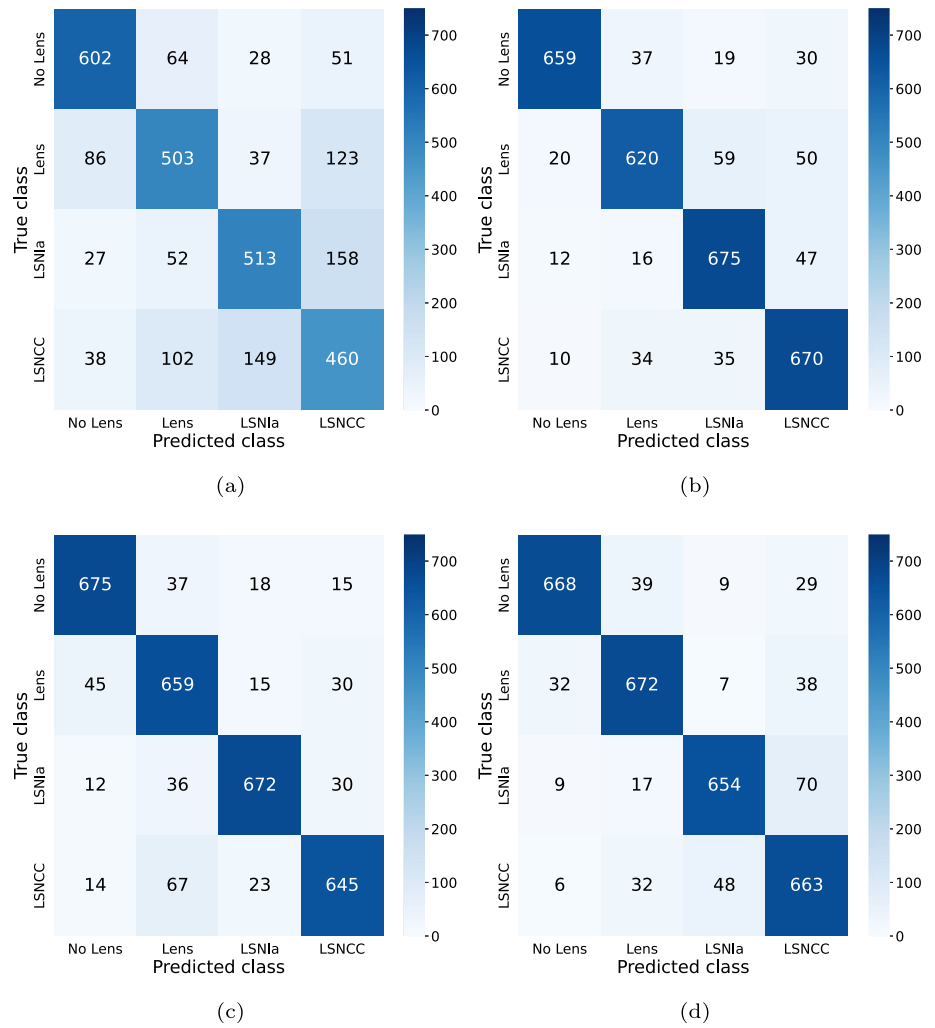 No Lens 602 64 28 51
Lens 86 503 37 123
LSNIa 27 52 513 158
LSNCC 38 102 149 460
No Lens Lens LSNIa LSNCC
Predicted class
True class
700
600
500
400
300
200
100
0
(a)
No Lens 659 37 19 30
Lens 20 620 59 50
LSNIa 12 16 675 47
LSNCC 10 34 35 670
No Lens Lens LSNIa LSNCC
Predicted class
True class
700
600
500
400
300
200
100
0
(b)
No Lens 675 37 18 15
Lens 45 659 15 30
LSNIa 12 36 672 30
LSNCC 14 67 23 645
No Lens Lens LSNIa LSNCC
Predicted class
True class
700
600
500
400
300
200
100
0
(c)
No Lens 668 39 9 29
Lens 32 672 7 38
LSNIa 9 17 654 70
LSNCC 6 32 48 663
No Lens Lens LSNIa LSNCC
Predicted class
True class
700
600
500
400
300
200
100
0
(d)